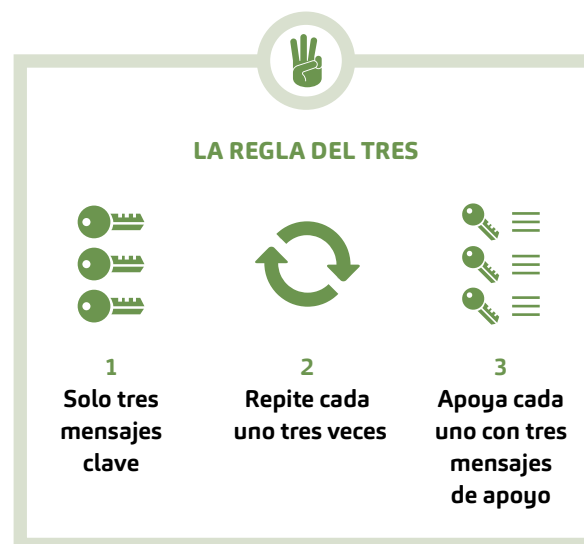 LA REGLA DEL TRES
1
Solo tres
mensajes
clave
2
Repite cada
uno tres veces
3
Apoya cada
uno con tres
mensajes
de apoyo